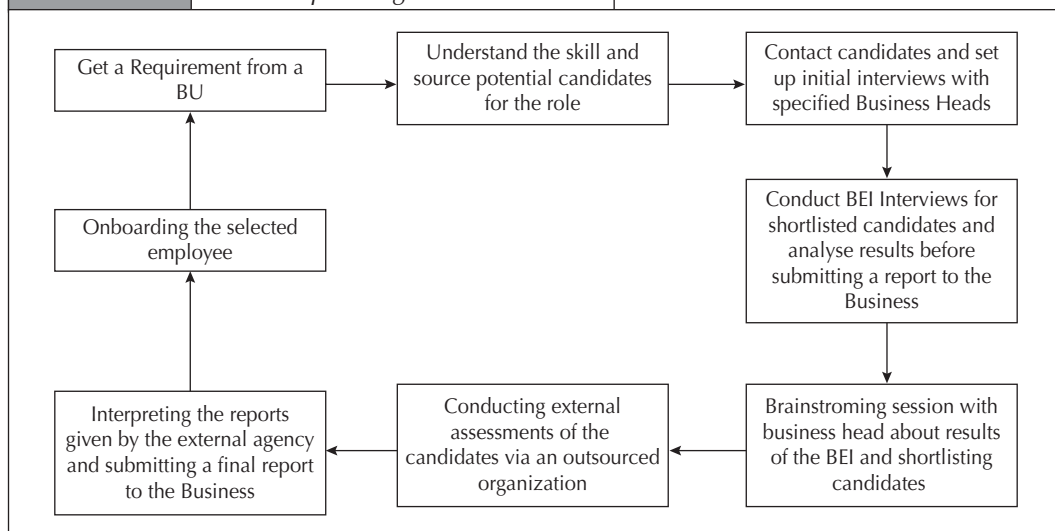 Get a Requirement from a
BU
Understand the skill and
source potential candidates
for the role
Contact candidates and set
up initial interviews with
specified Business Heads
Conduct BEI Interviews for
shortlisted candidates and
analyse results before
submitting a report to the
Business
Brainstroming session with
business head about results
of the BEI and shortlisting
candidates
Conducting external
assessments of the
candidates via an outsourced
organization
Interpreting the reports
given by the external agency
and submitting a final report
to the Business
Onboarding the selected
employee